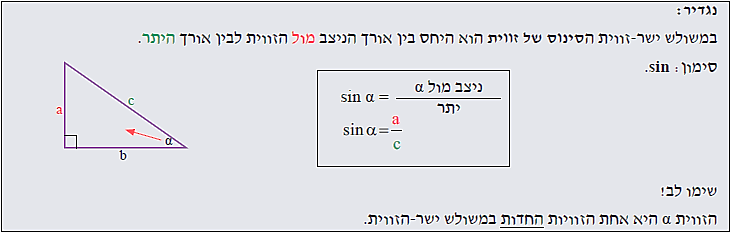 נגדיר:
במשולש ישר-זווית הסינוס של זווית הוא היחס בין אורך הניצב מול הזווית לבין אורך היתר.
סימון: sin.
sin α = ניצב מול α / יתר
sin α = a / c
a
c
α
b
שימו לב!
הזווית α היא אחת הזוויות החדות במשולש ישר-הזווית.